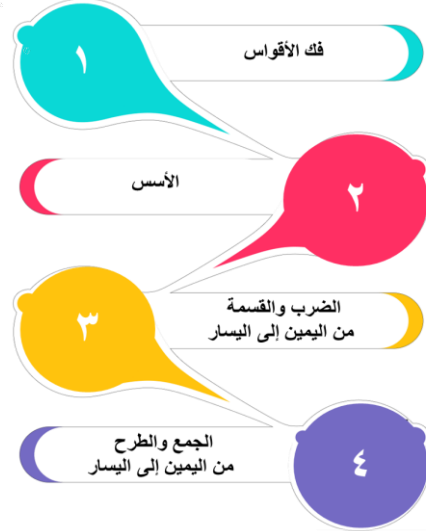 ١
فك الأقواس
٢
الأسس
٣
الضرب والقسمة
من اليمين إلى اليسار
٤
الجمع والطرح
من اليمين إلى اليسار